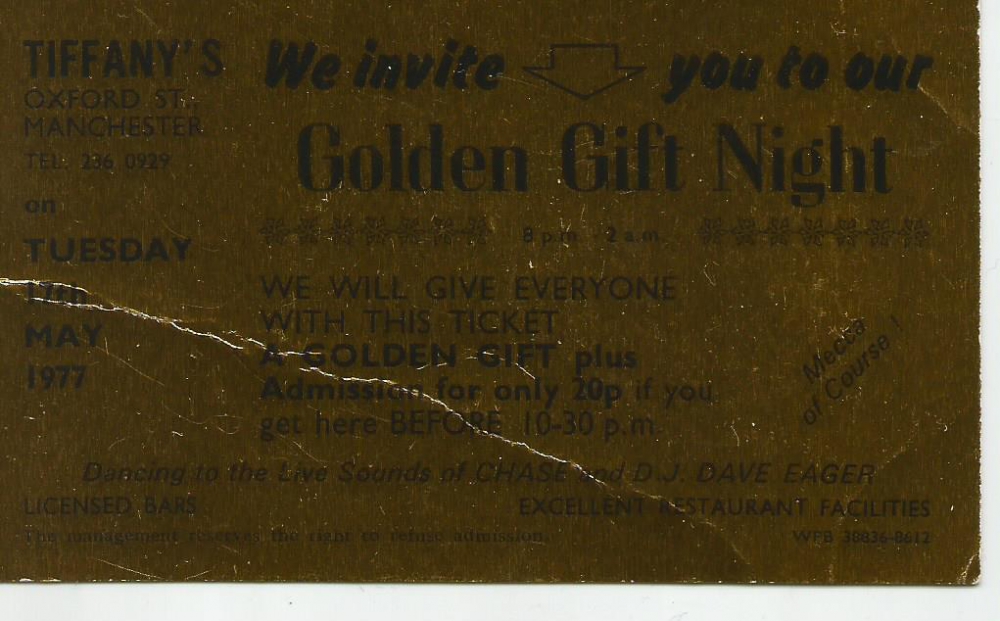 TIFFANY'S
OXFORD ST.,
MANCHESTER
TEL: 236 0929
on
TUESDAY
17th
MAY
1977
We invite you to our
Golden Gift Night
8 p.m. - 2 a.m.
WE WILL GIVE EVERYONE
WITH THIS TICKET
A GOLDEN GIFT plus
Admission for only 20p if you
get here BEFORE 10-30 p.m.
Mecca
of Course !
Dancing to the Live Sounds of CHASE and D.J. DAVE EAGER
LICENSED BARS EXCELLENT RESTAURANT FACILITIES
The management reserves the right to refuse admission. WPB 38836-8612